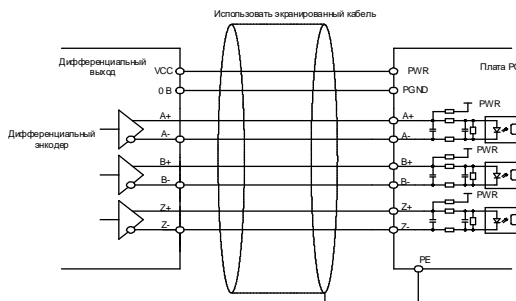 Использовать экранированный кабель
Дифференциальный
выход
VCC
PWR
Плата PG
0 В
PGND
PWR
Дифференциальный
энкодер
A+
A+
A-
A-
PWR
B+
B+
B-
B-
PWR
Z+
Z+
Z-
Z-
PE